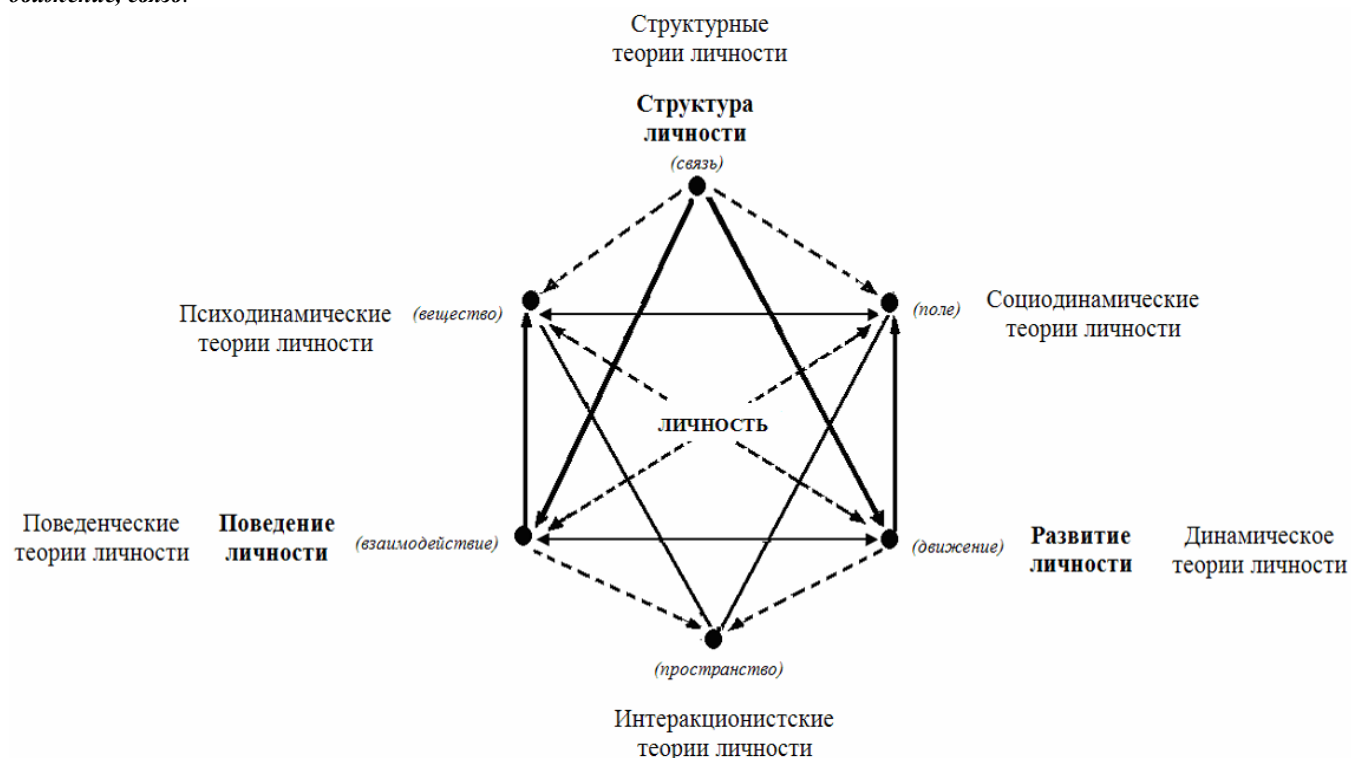 Структурные
теории личности
Структура
личности
(связь)
Психодинамические
теории личности
(вещество)
(поле)
Социодинамические
теории личности
ЛИЧНОСТЬ
Поведенческие
теории личности
Поведение
личности
(взаимодействие)
(движение)
Развитие
личности
Динамическое
теории личности
(пространство)
Интеракционистские
теории личности